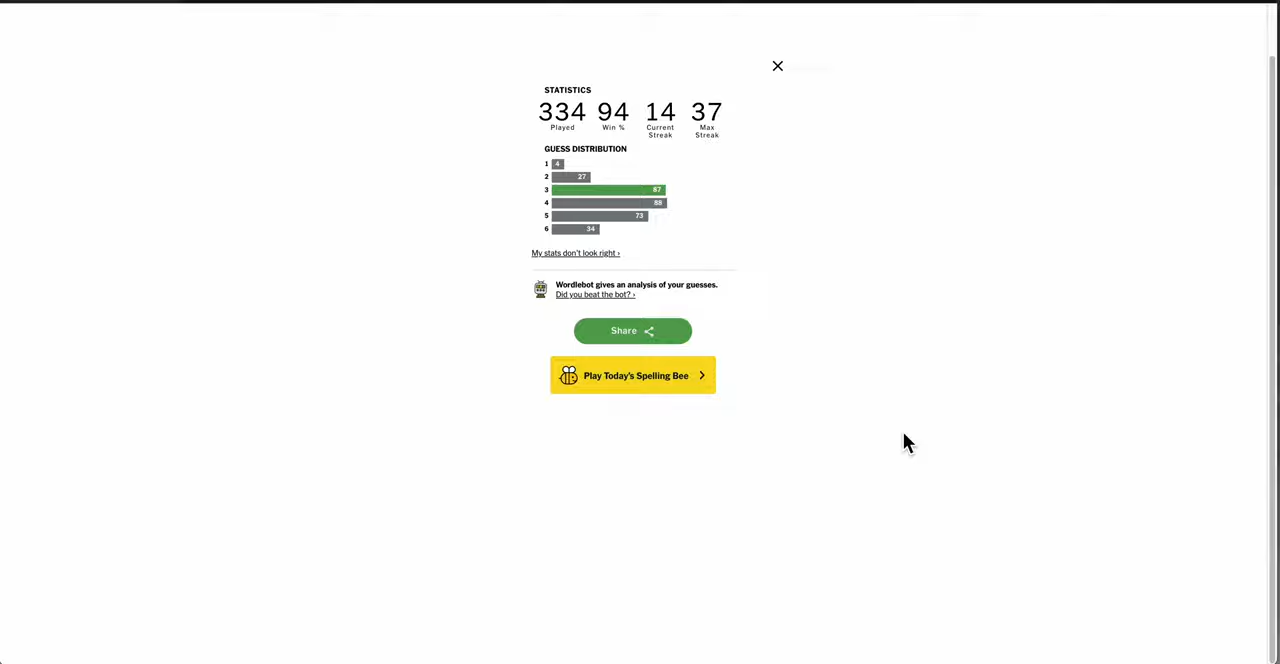 STATISTICS
334 94 14 37
Played Win % Current Streak Max Streak
GUESS DISTRIBUTION
1 4
2 27
3 87
4 88
5 73
6 34
My stats don't look right ›
Wordlebot gives an analysis of your guesses.
Did you beat the bot? ›
Share
Play Today's Spelling Bee